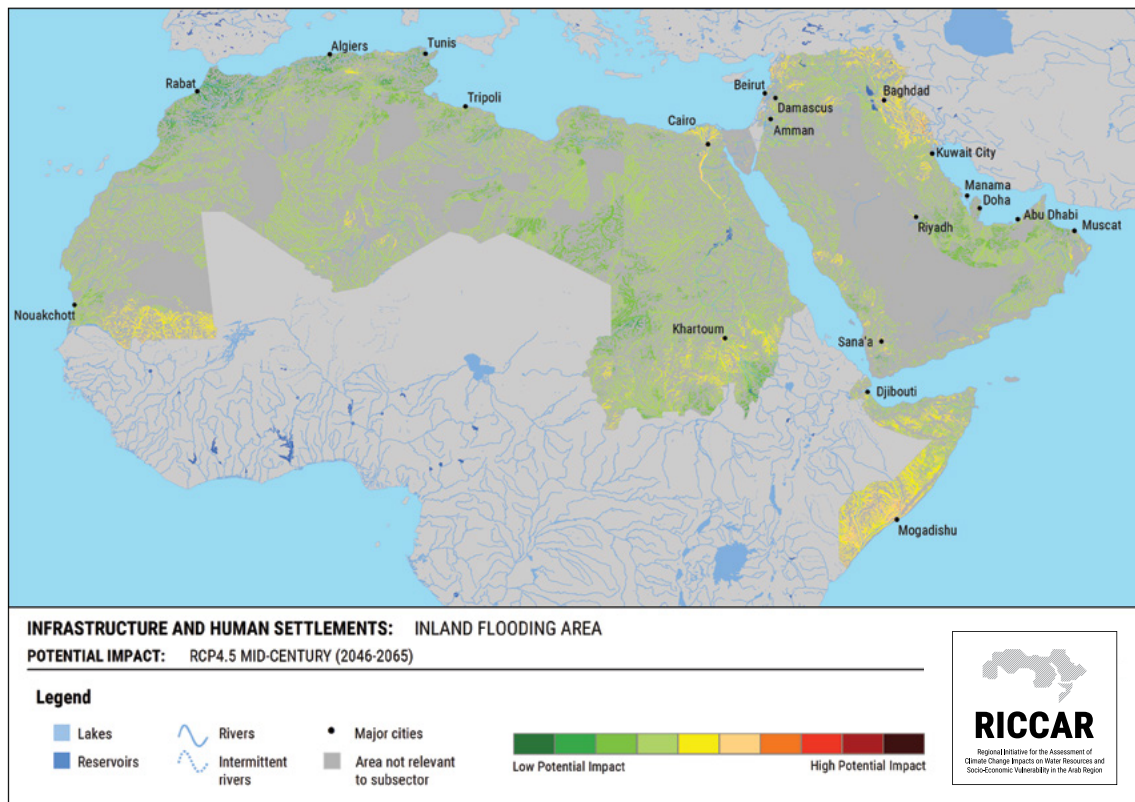 Algiers
Tunis
Rabat
Tripoli
Beirut
Damascus
Amman
Baghdad
Cairo
Kuwait City
Manama
Doha
Abu Dhabi
Riyadh
Muscat
Nouakchott
Khartoum
Sana'a
Djibouti
Mogadishu
INFRASTRUCTURE AND HUMAN SETTLEMENTS: INLAND FLOODING AREA
POTENTIAL IMPACT: RCP4.5 MID-CENTURY (2046-2065)
Legend
Lakes
Reservoirs
Rivers
Intermittent
rivers
Major cities
Area not relevant
to subsector
Low Potential Impact
High Potential Impact
RICCAR
Regional Initiative for the Assessment of
Climate Change Impacts on Water Resources and
Socio-Economic Vulnerability in the Arab Region